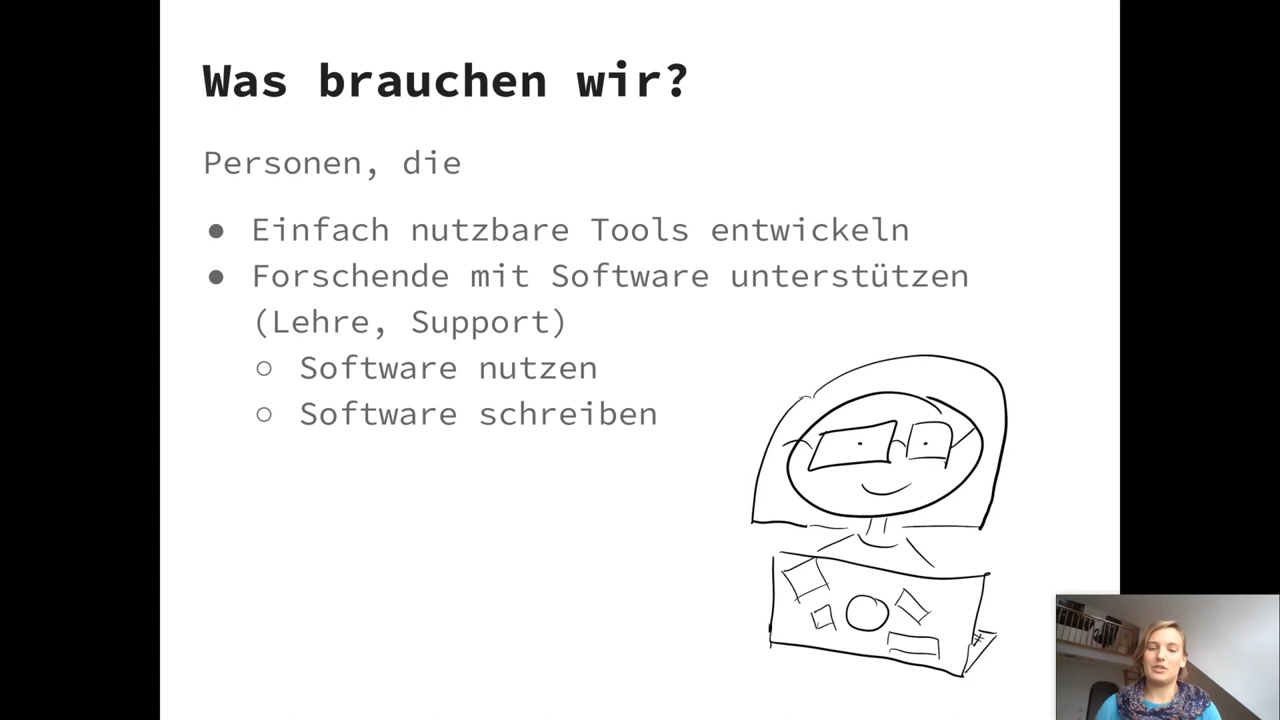 Was brauchen wir?
Personen, die
● Einfach nutzbare Tools entwickeln
● Forschende mit Software unterstützen
(Lehre, Support)
○ Software nutzen
○ Software schreiben